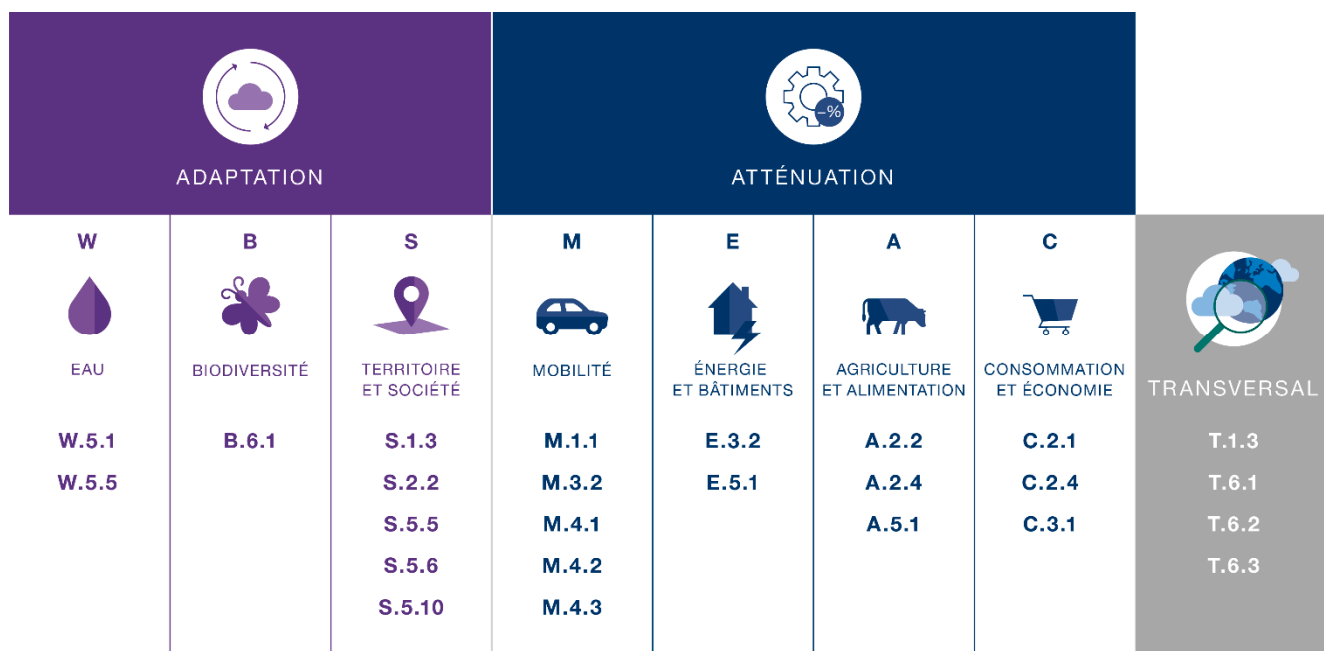 -%
ADAPTATION
ATTÉNUATION
W
B
S
M
E
A
C
EAU
BIODIVERSITÉ
TERRITOIRE
ET SOCIÉTÉ
MOBILITÉ
ÉNERGIE
ET BÂTIMENTS
AGRICULTURE
ET ALIMENTATION
CONSOMMATION
ET ÉCONOMIE
TRANSVERSAL
W.5.1
W.5.5
B.6.1
S.1.3
S.2.2
S.5.5
S.5.6
S.5.10
M.1.1
M.3.2
M.4.1
M.4.2
M.4.3
E.3.2
E.5.1
A.2.2
A.2.4
A.5.1
C.2.1
C.2.4
C.3.1
T.1.3
T.6.1
T.6.2
T.6.3